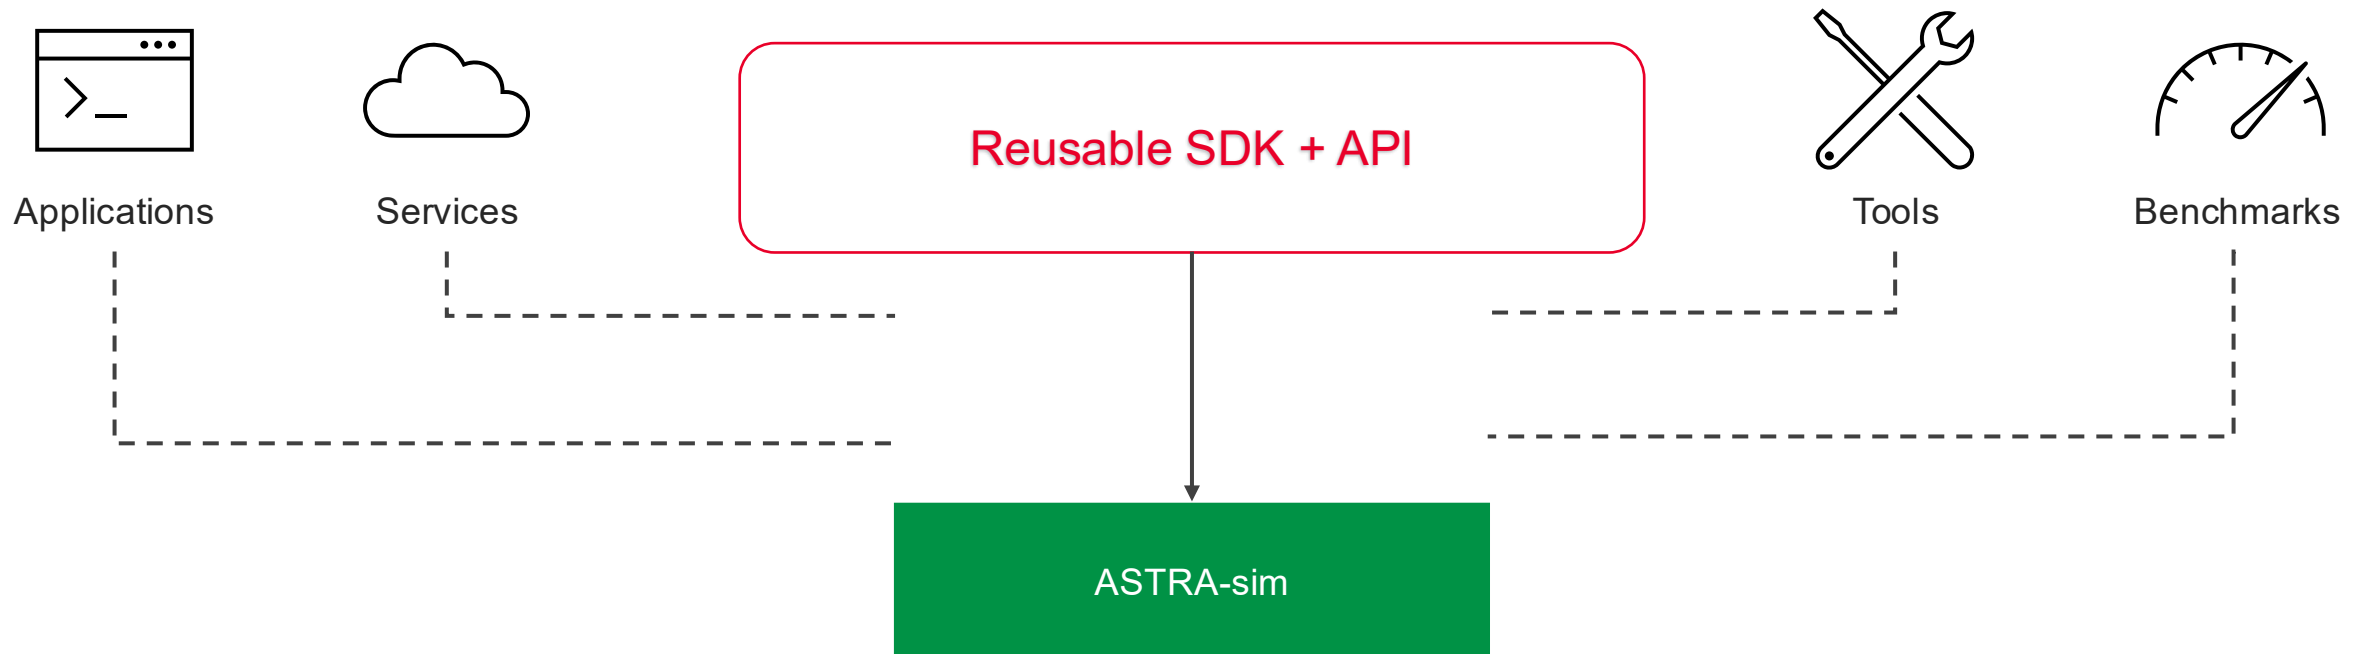 Reusable SDK + API
Applications
Services
Tools
Benchmarks
ASTRA-sim